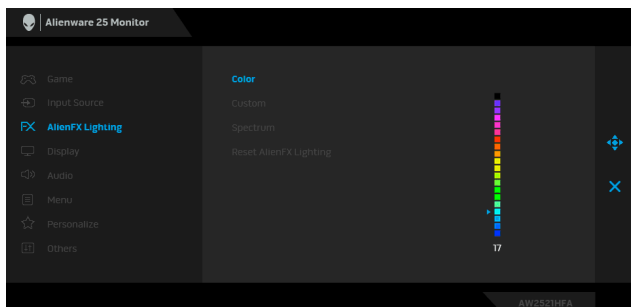 Alienware 25 Monitor
Game
Input Source
FX AlienFX Lighting
Display
Audio
Menu
Personalize
Others
Color
Custom
Spectrum
Reset AlienFX Lighting
17
AW2521HFA